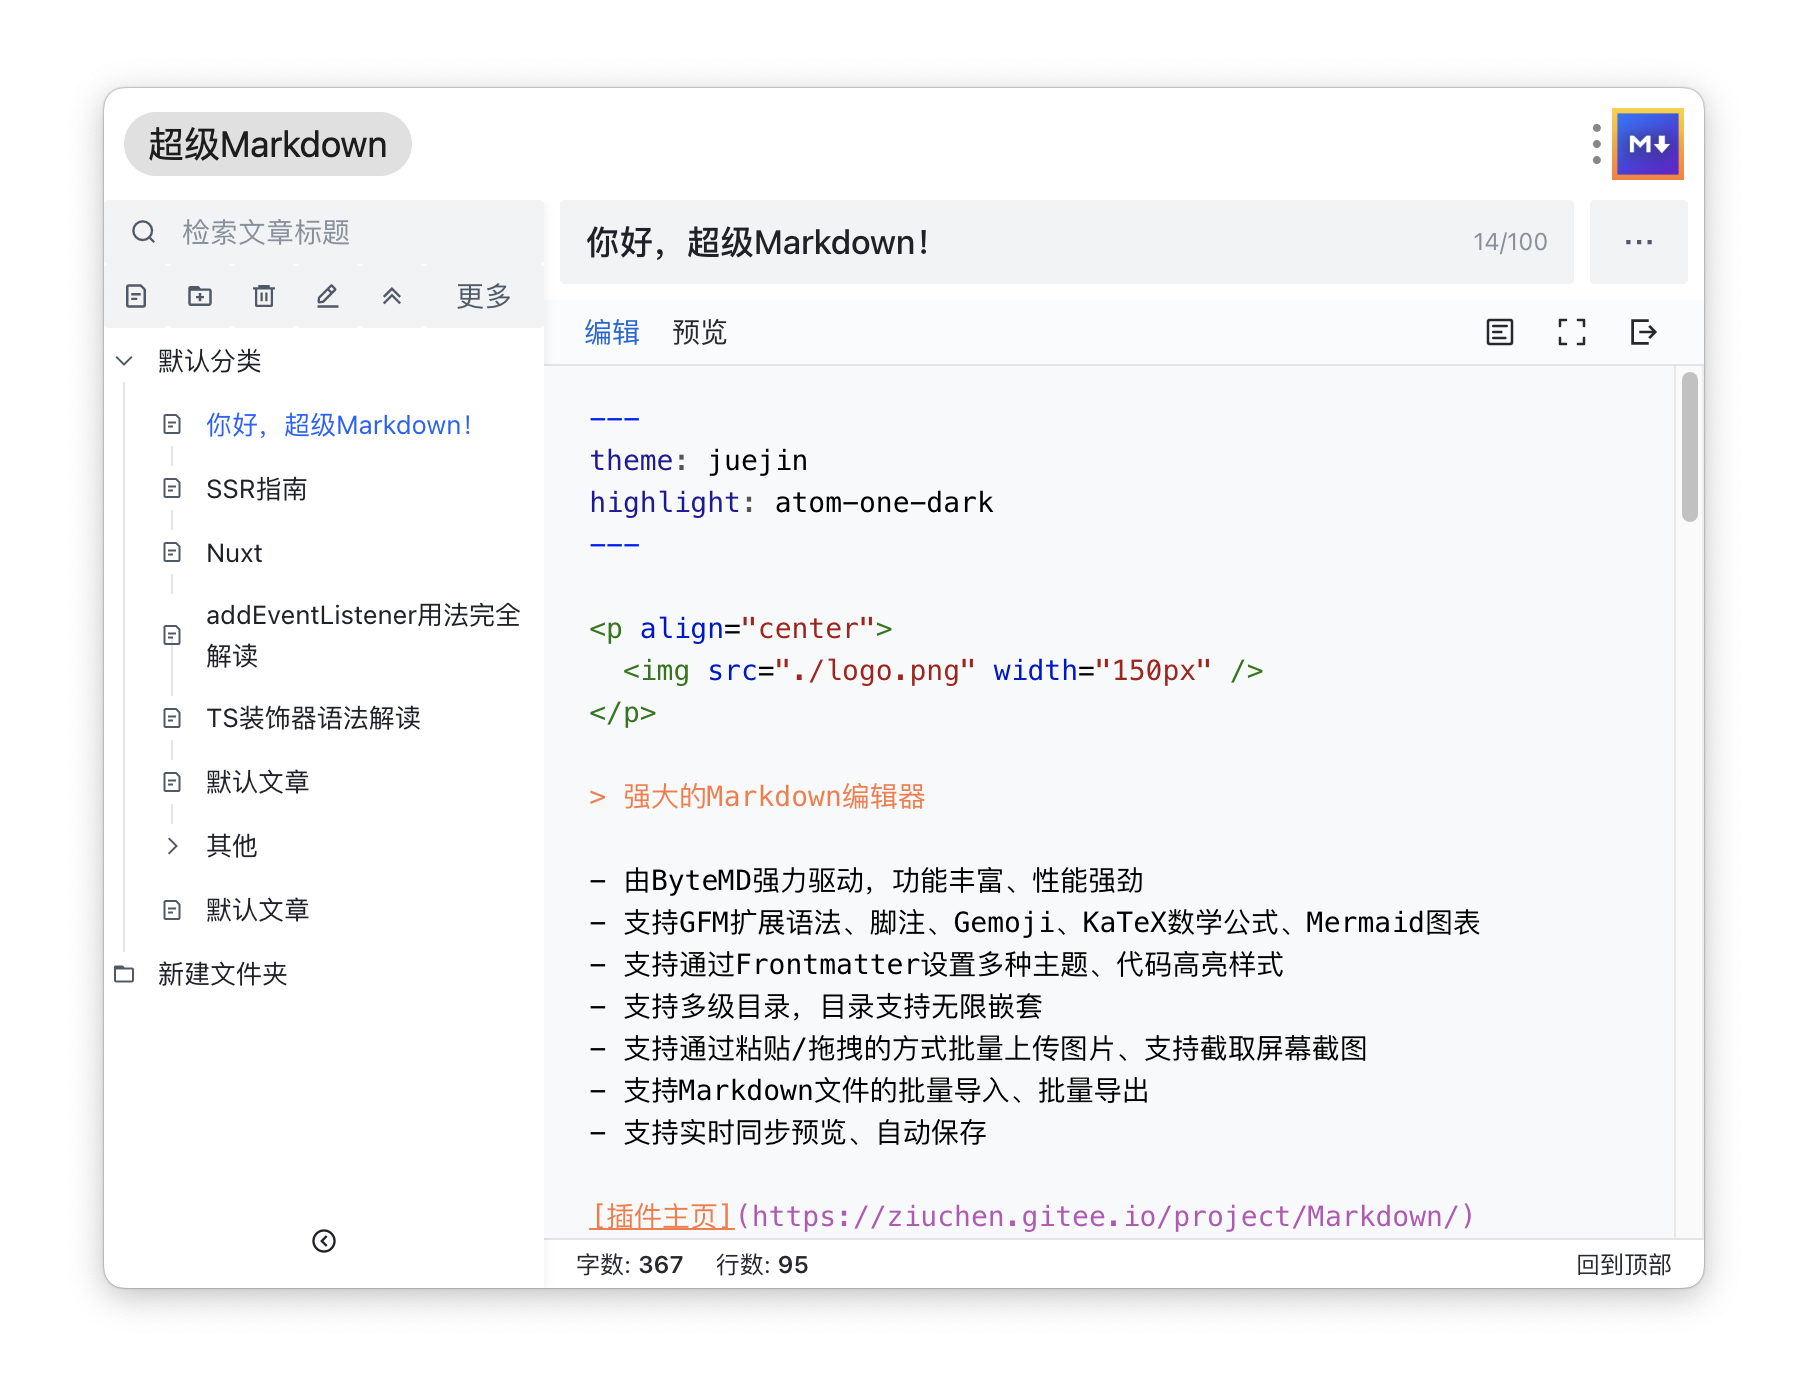 超级Markdown
M
检索文章标题
更多
默认分类
你好，超级Markdown！
SSR指南
Nuxt
addEventListener用法完全
解读
TS装饰器语法解读
默认文章
其他
默认文章
新建文件夹
你好，超级Markdown！
14/100
编辑 预览
---
theme: juejin
highlight: atom-one-dark
---
<p align="center">
  <img src="./logo.png" width="150px" />
</p>
> 强大的Markdown编辑器
- 由ByteMD强力驱动，功能丰富、性能强劲
- 支持GFM扩展语法、脚注、Gemoji、KaTeX数学公式、Mermaid图表
- 支持通过Frontmatter设置多种主题、代码高亮样式
- 支持多级目录，目录支持无限嵌套
- 支持通过粘贴/拖拽的方式批量上传图片、支持截取屏幕截图
- 支持Markdown文件的批量导入、批量导出
- 支持实时同步预览、自动保存
[插件主页](https://ziuchen.gitee.io/project/Markdown/)
字数: 367 行数: 95
回到顶部